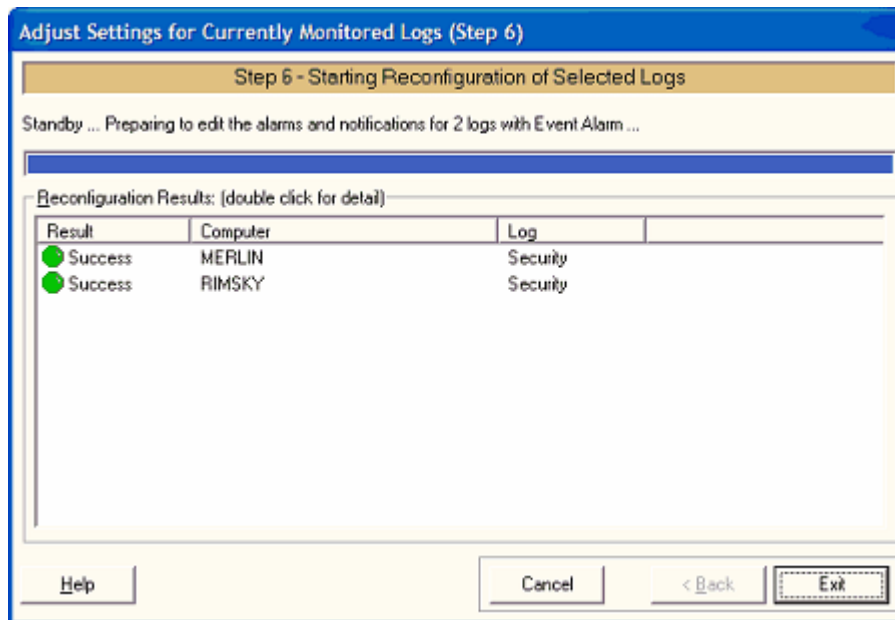 Adjust Settings for Currently Monitored Logs (Step 6)
Step 6 - Starting Reconfiguration of Selected Logs
Standby ... Preparing to edit the alarms and notifications for 2 logs with Event Alarm ...
Reconfiguration Results: (double click for detail)
Result Computer Log
Success MERLIN Security
Success RIMSKY Security
Help Cancel < Back Exit